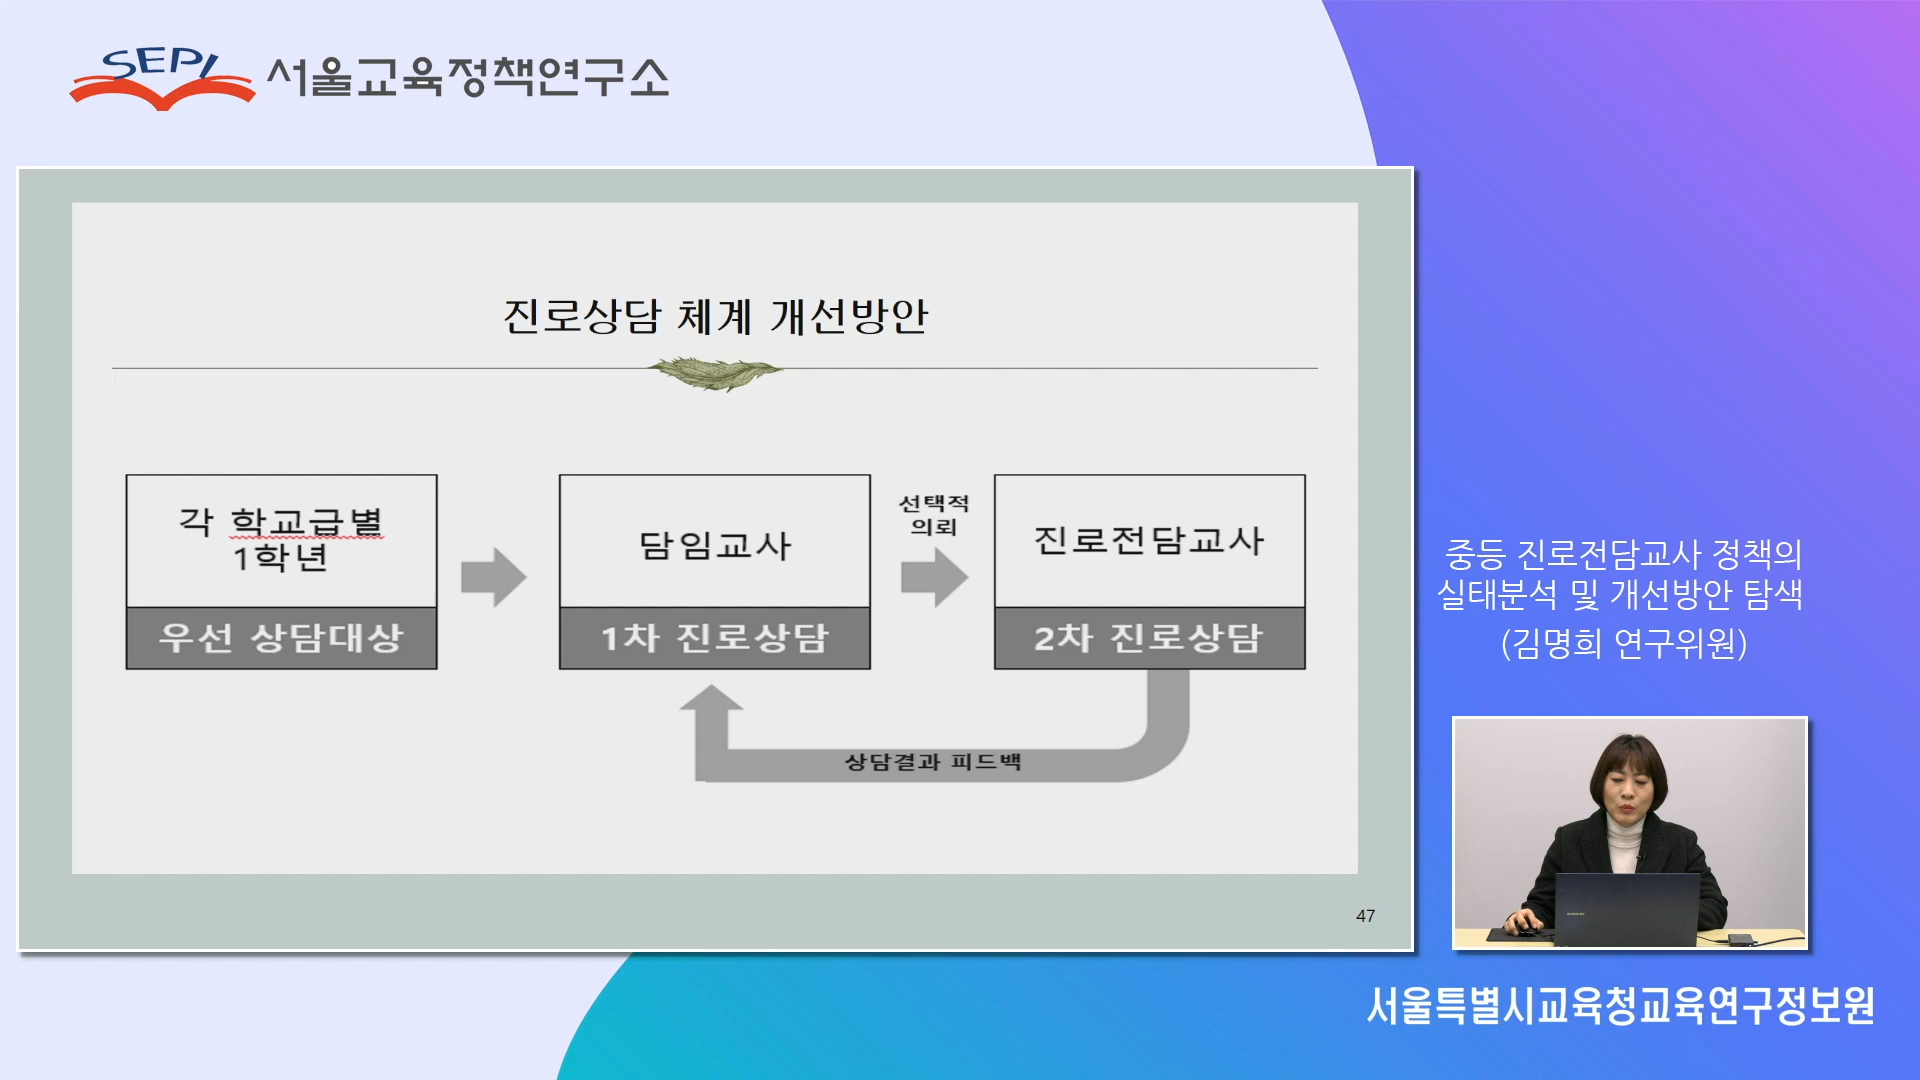 SEPI 서울교육정책연구소
진로상담 체계 개선방안
각 학교급별
1학년
우선 상담대상
담임교사
1차 진로상담
선택적
의뢰
진로전담교사
2차 진로상담
상담결과 피드백
47
중등 진로전담교사 정책의
실태분석 및 개선방안 탐색
(김명희 연구위원)
SAMSUNG
서울특별시교육청교육연구정보원